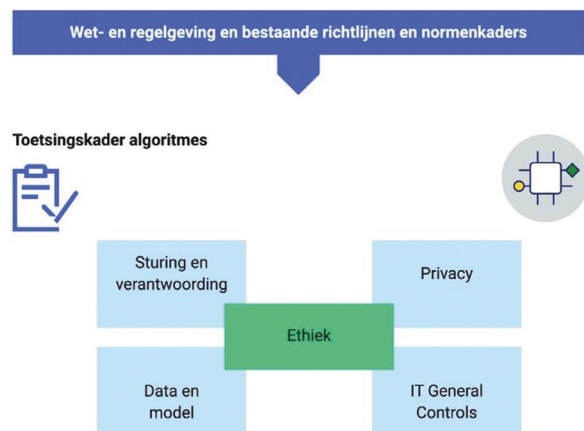 Wet- en regelgeving en bestaande richtlijnen en normenkaders
Toetsingskader algoritmes
Sturing en
verantwoording
Privacy
Ethiek
Data en
model
IT General
Controls